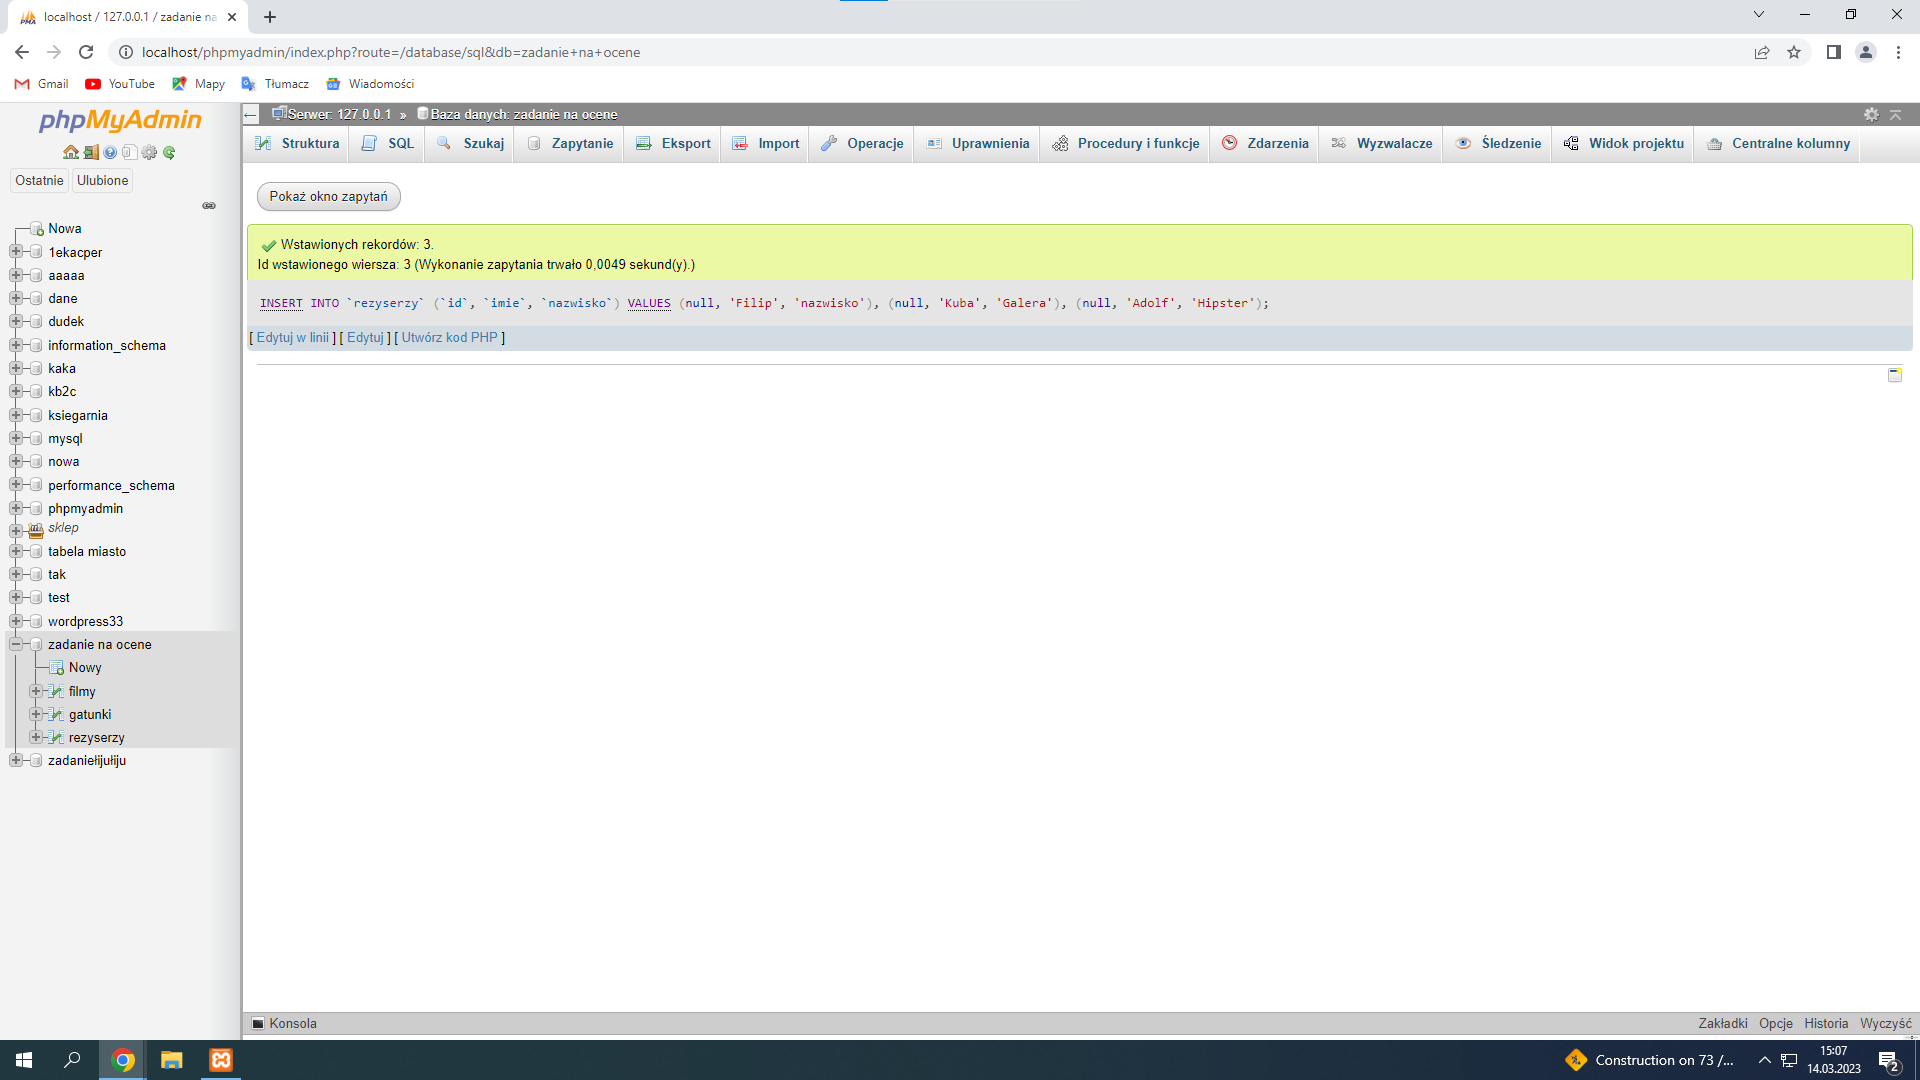 localhost / 127.0.0.1 / zadanie na
localhost/phpmyadmin/index.php?route=/database/sql&db=zadanie+na+ocene
Gmail YouTube Mapy Tłumacz Wiadomości
phpMyAdmin
Serwer: 127.0.0.1 » Baza danych: zadanie na ocene
Struktura SQL Szukaj Zapytanie Eksport Import Operacje Uprawnienia Procedury i funkcje Zdarzenia Wyzwalacze Śledzenie Widok projektu Centralne kolumny
Ostatnie Ulubione
Nowa
1ekacper
aaaaa
dane
dudek
information_schema
kaka
kb2c
ksiegarnia
mysql
nowa
performance_schema
phpmyadmin
sklep
tabela miasto
tak
test
wordpress33
zadanie na ocene
Nowy
filmy
gatunki
rezyserzy
zadaniełijułiju
Pokaż okno zapytań
Wstawionych rekordów: 3.
Id wstawionego wiersza: 3 (Wykonanie zapytania trwało 0,0049 sekund(y).)
INSERT INTO `rezyserzy` (`id`, `imie`, `nazwisko`) VALUES (null, 'Filip', 'nazwisko'), (null, 'Kuba', 'Galera'), (null, 'Adolf', 'Hipster');
[ Edytuj w linii ] [ Edytuj ] [ Utwórz kod PHP ]
Konsola
Zakładki Opcje Historia Wyczyść
Construction on 73 /...
15:07
14.03.2023
2